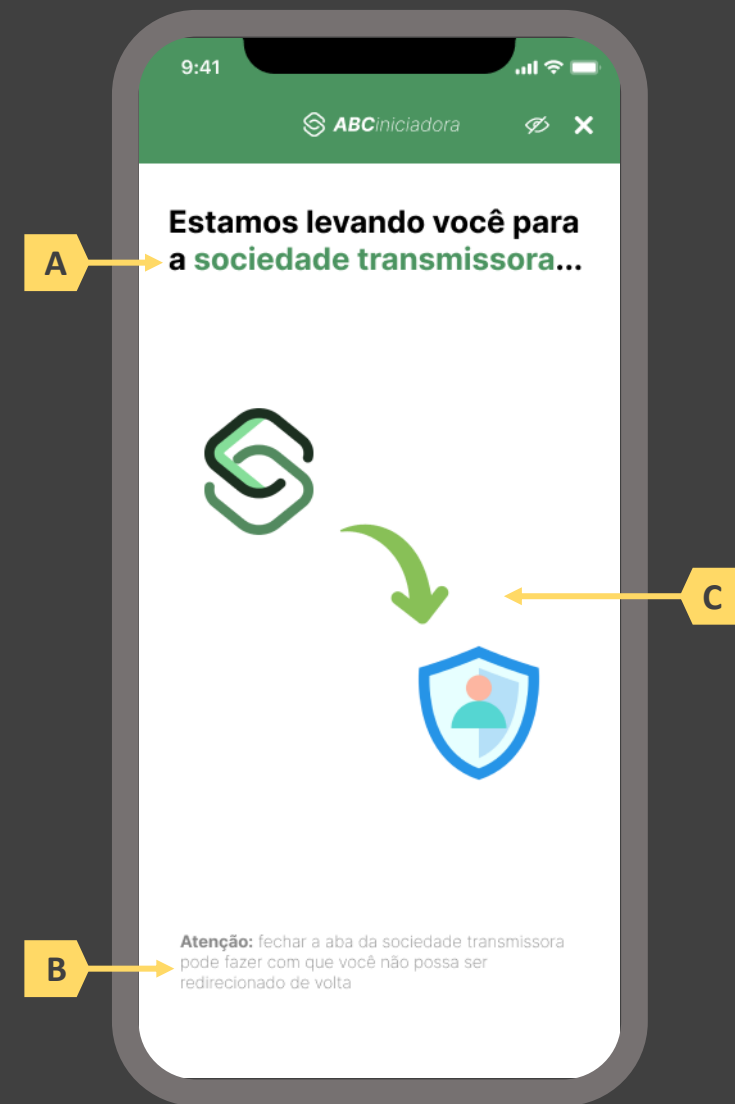 9:41
ABCiniciadora
Estamos levando você para
a sociedade transmissora...
A
C
Atenção: fechar a aba da sociedade transmissora
pode fazer com que você não possa ser
redirecionado de volta
B